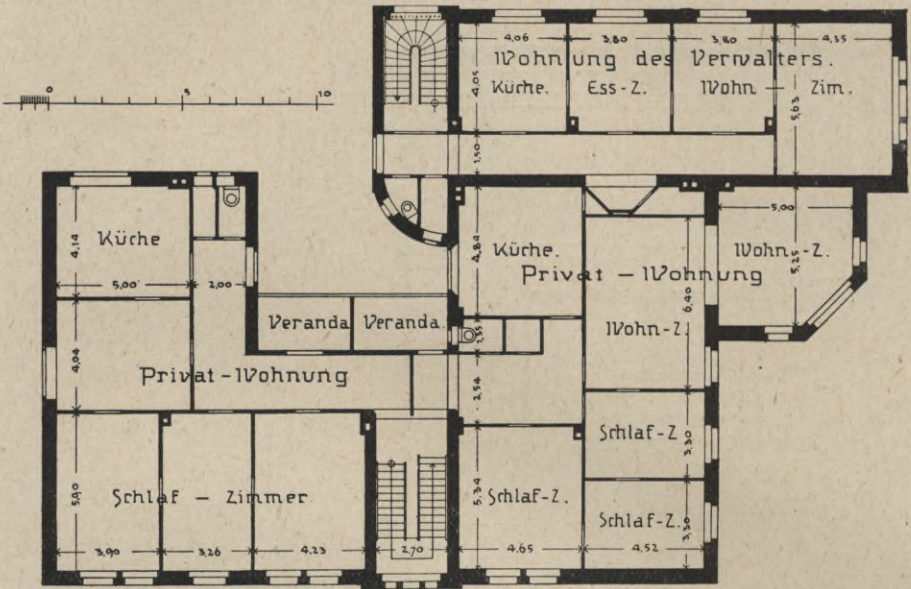 4,06 3,80 3,80 4,35
Wohnung des Verwalters.
4,05 Küche. Ess-Z. Wohn - Zim.
5,63
0 5 10
1,50
5,00
Küche
4,14
4,84 Küche. Wohn.-Z.
5,25
Privat - Wohnung
5,00 2,00
6,40
Veranda Veranda.
1,35 Wohn-Z.
4,04
Privat-Wohnung
2,54
Schlaf-Z.
3,30
5,90 Schlaf - Zimmer
5,34 Schlaf-Z.
Schlaf-Z.
3,30
3,90 3,26 4,23 2,70 4,65 4,52